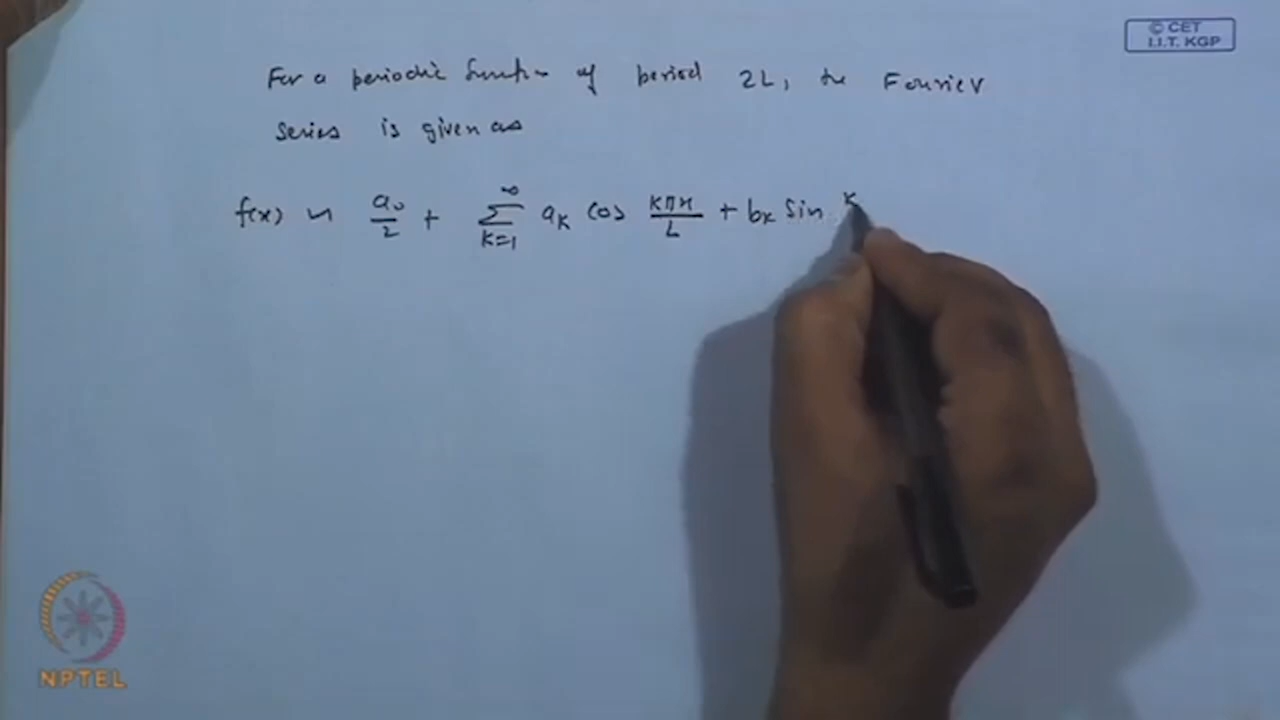 © CET
I.I.T. KGP
For a periodic function of period 2L, the Fourier
series is given as
f(x) ~ a₀/2 + ∑_{k=1}^{∞} a_k cos kπx/L + b_k sin k
NPTEL